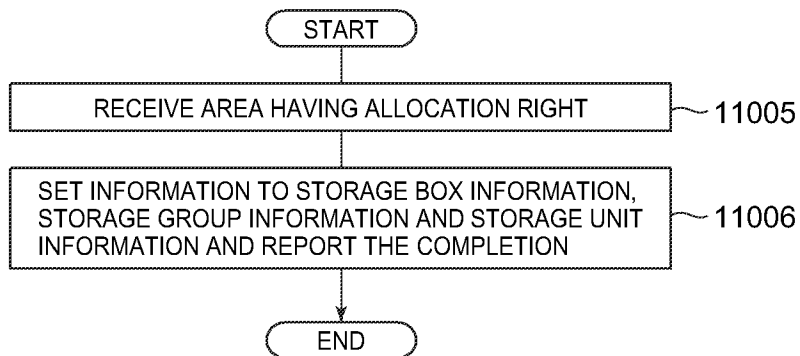 START
RECEIVE AREA HAVING ALLOCATION RIGHT
11005
SET INFORMATION TO STORAGE BOX INFORMATION,
STORAGE GROUP INFORMATION AND STORAGE UNIT
INFORMATION AND REPORT THE COMPLETION
11006
END